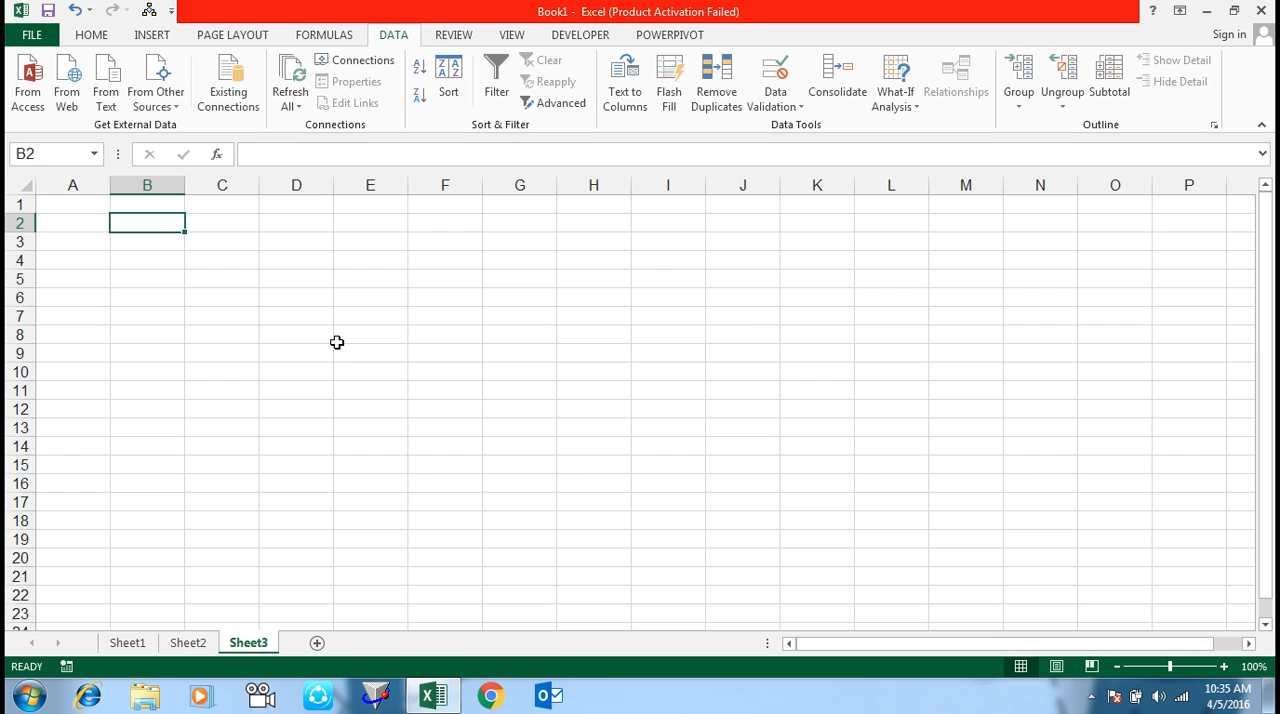 Book1 - Excel (Product Activation Failed)
?
FILE HOME INSERT PAGE LAYOUT FORMULAS DATA REVIEW VIEW DEVELOPER POWERPIVOT Sign in
From Access
From Web
From Text
From Other Sources
Existing Connections
Get External Data
Refresh All
Connections
Properties
Edit Links
Connections
Sort
Filter
Clear
Reapply
Advanced
Sort & Filter
Text to Columns
Flash Fill
Remove Duplicates
Data Validation
Consolidate
What-If Analysis
Relationships
Data Tools
Group
Ungroup
Subtotal
Show Detail
Hide Detail
Outline
B2 fx
A B C D E F G H I J K L M N O P
1
2
3
4
5
6
7
8
9
10
11
12
13
14
15
16
17
18
19
20
21
22
23
24
Sheet1 Sheet2 Sheet3
READY 100%
10:35 AM
4/5/2016